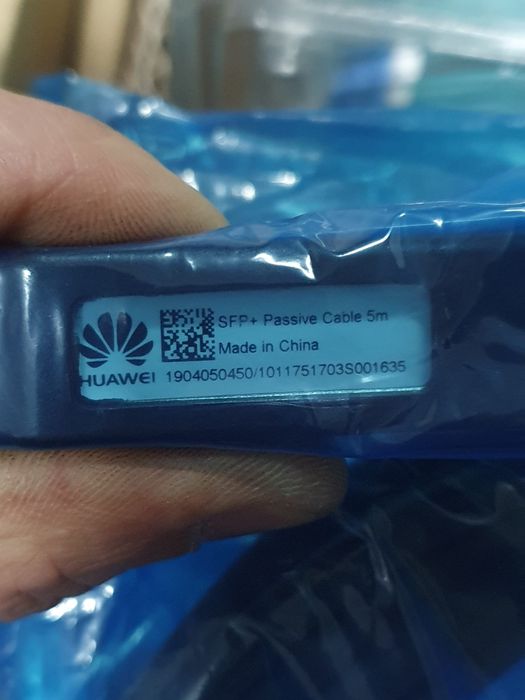 SFP+ Passive Cable 5m
Made in China
HUAWEI 1904050450/1011751703S001635